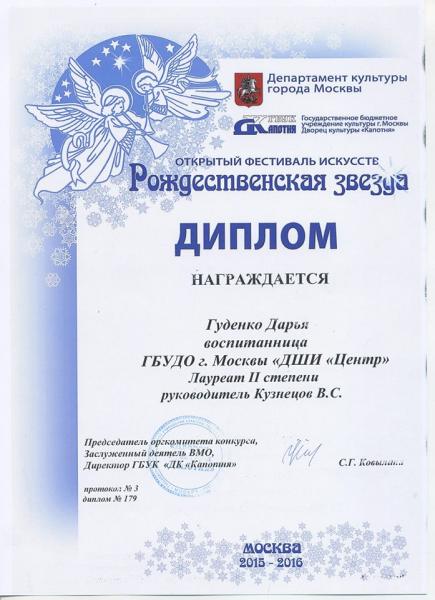 Департамент культуры
города Москвы
ГБУК
КАПОТНЯ
Государственное бюджетное
учреждение культуры г. Москвы
Дворец культуры «Капотня»
ОТКРЫТЫЙ ФЕСТИВАЛЬ ИСКУССТВ
Рождественская звезда
ДИПЛОМ
НАГРАЖДАЕТСЯ
Гуденко Дарья
воспитанница
ГБУДО г. Москвы «ДШИ «Центр»
Лауреат II степени
руководитель Кузнецов В.С.
Председатель оргкомитета конкурса,
Заслуженный деятель ВМО,
Директор ГБУК «ДК «Капотня»
С.Г. Ковылина
протокол № 3
диплом № 179
МОСКВА
2015 - 2016